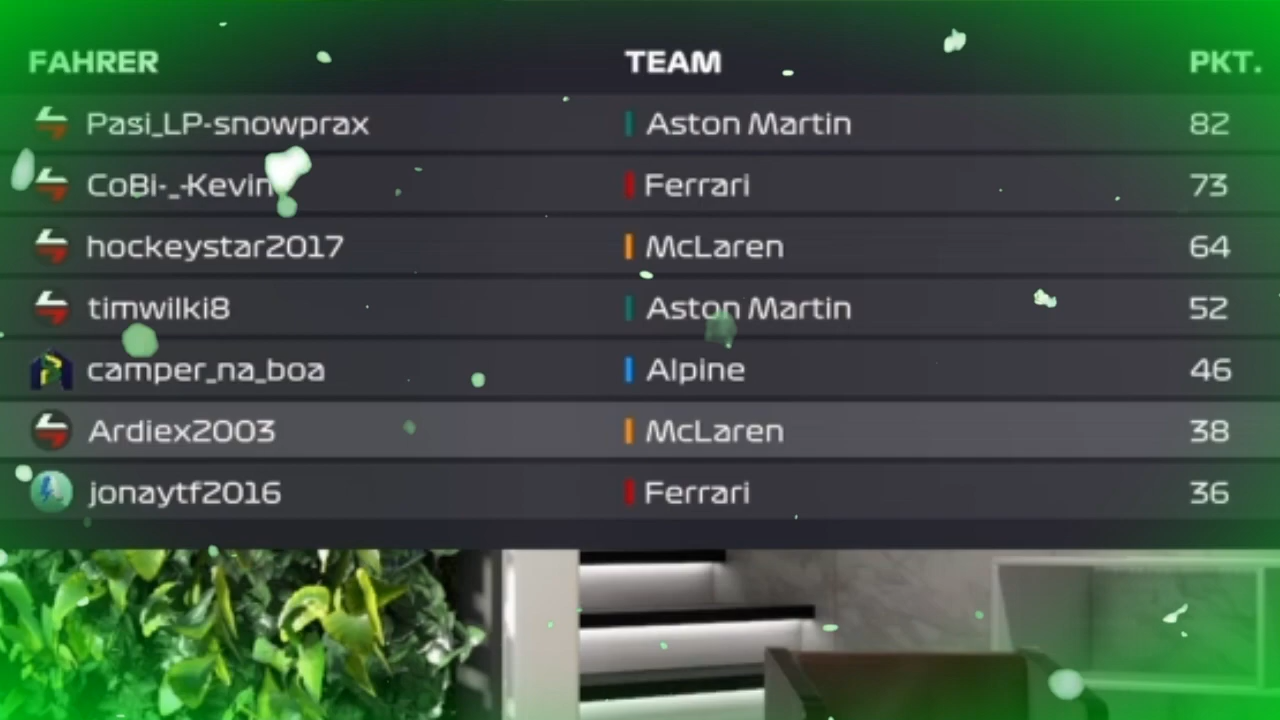 FAHRER TEAM PKT.
Pasi_LP-snowprax Aston Martin 82
CoBi-_-Kevin Ferrari 73
hockeystar2017 McLaren 64
timwilki8 Aston Martin 52
camper_na_boa Alpine 46
Ardiex2003 McLaren 38
jonaytf2016 Ferrari 36